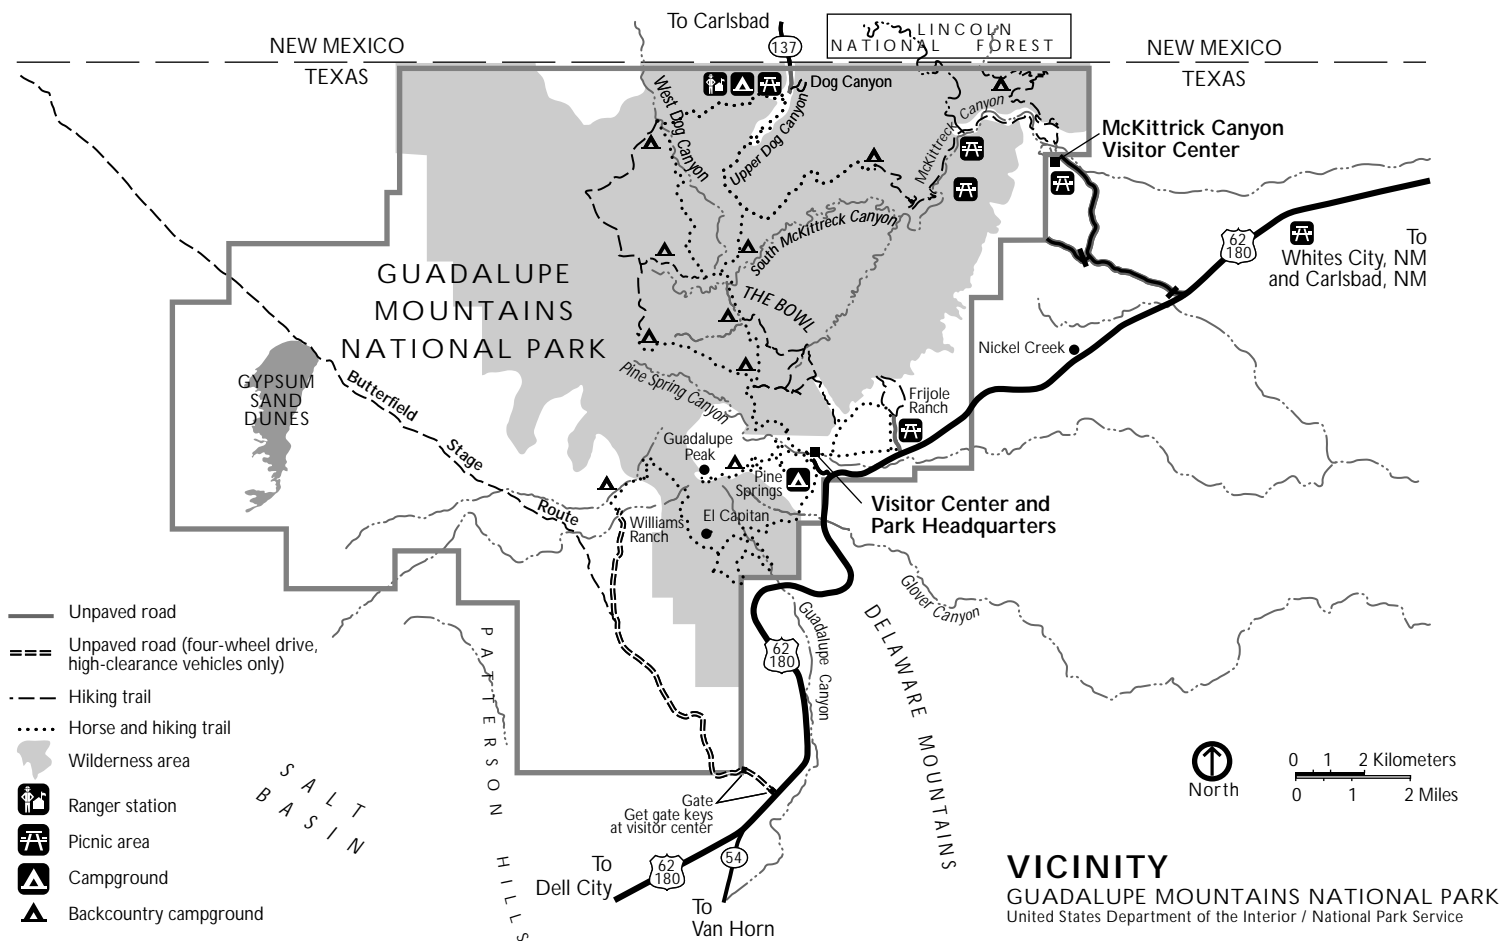 To Carlsbad
137
LINCOLN
NATIONAL FOREST
NEW MEXICO
TEXAS
NEW MEXICO
TEXAS
Dog Canyon
West Dog Canyon
Upper Dog Canyon
McKittreck Canyon
McKittrick Canyon
Visitor Center
South McKittreck Canyon
62
180
To
Whites City, NM
and Carlsbad, NM
GUADALUPE
MOUNTAINS
NATIONAL PARK
THE BOWL
Nickel Creek
GYPSUM
SAND
DUNES
Butterfield
Stage
Route
Pine Spring Canyon
Frijole
Ranch
Guadalupe
Peak
Pine
Springs
Visitor Center and
Park Headquarters
Williams
Ranch
El Capitan
Glover Canyon
Guadalupe Canyon
DELAWARE MOUNTAINS
62
180
PATTERSON HILLS
SALT
BASIN
Unpaved road
Unpaved road (four-wheel drive,
high-clearance vehicles only)
Hiking trail
Horse and hiking trail
Wilderness area
Ranger station
Picnic area
Campground
Backcountry campground
Gate
Get gate keys
at visitor center
To
Dell City
62
180
54
To
Van Horn
North
0 1 2 Kilometers
0 1 2 Miles
VICINITY
GUADALUPE MOUNTAINS NATIONAL PARK
United States Department of the Interior / National Park Service